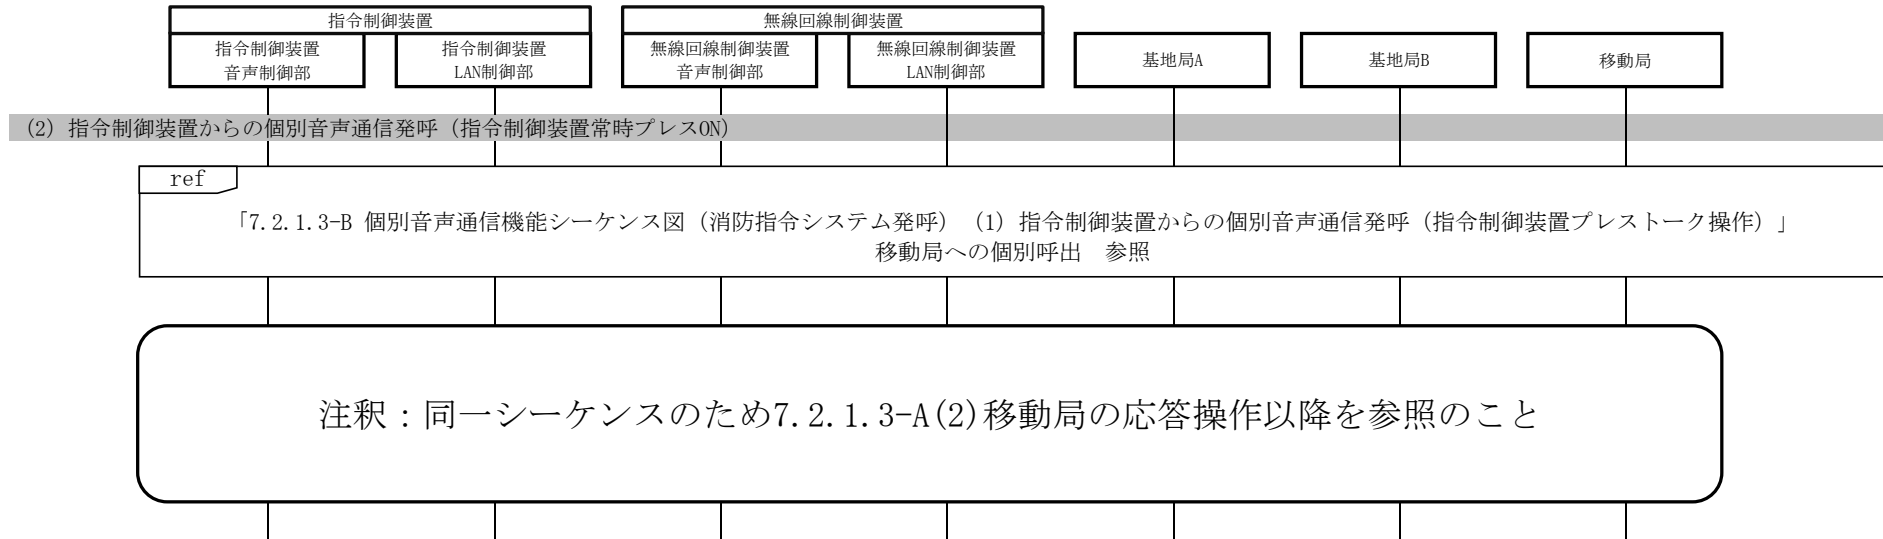 指令制御装置
無線回線制御装置
指令制御装置
音声制御部
指令制御装置
LAN制御部
無線回線制御装置
音声制御部
無線回線制御装置
LAN制御部
基地局A
基地局B
移動局
(2) 指令制御装置からの個別音声通信発呼（指令制御装置常時プレスON）
ref
「7.2.1.3-B 個別音声通信機能シーケンス図（消防指令システム発呼）（1）指令制御装置からの個別音声通信発呼（指令制御装置プレストーク操作）」
移動局への個別呼出　参照
注釈：同一シーケンスのため7.2.1.3-A(2)移動局の応答操作以降を参照のこと